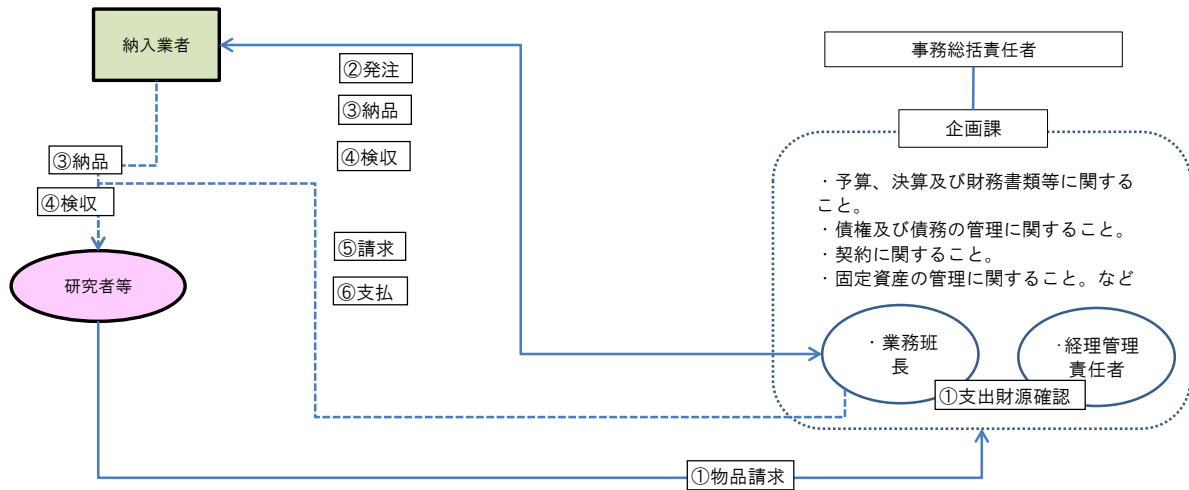 納入業者
②発注
③納品
④検収
⑤請求
⑥支払
③納品
④検収
研究者等
事務総括責任者
企画課
・予算、決算及び財務書類等に関する
こと。
・債権及び債務の管理に関すること。
・契約に関すること。
・固定資産の管理に関すること。など
・業務班
長
・経理管理
責任者
①支出財源確認
①物品請求